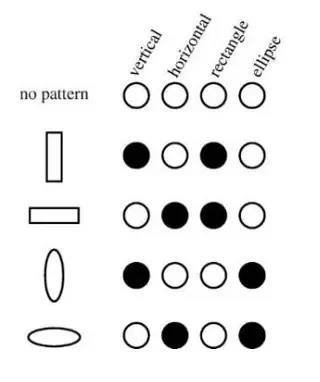 vertical
horizontal
rectangle
ellipse
no pattern